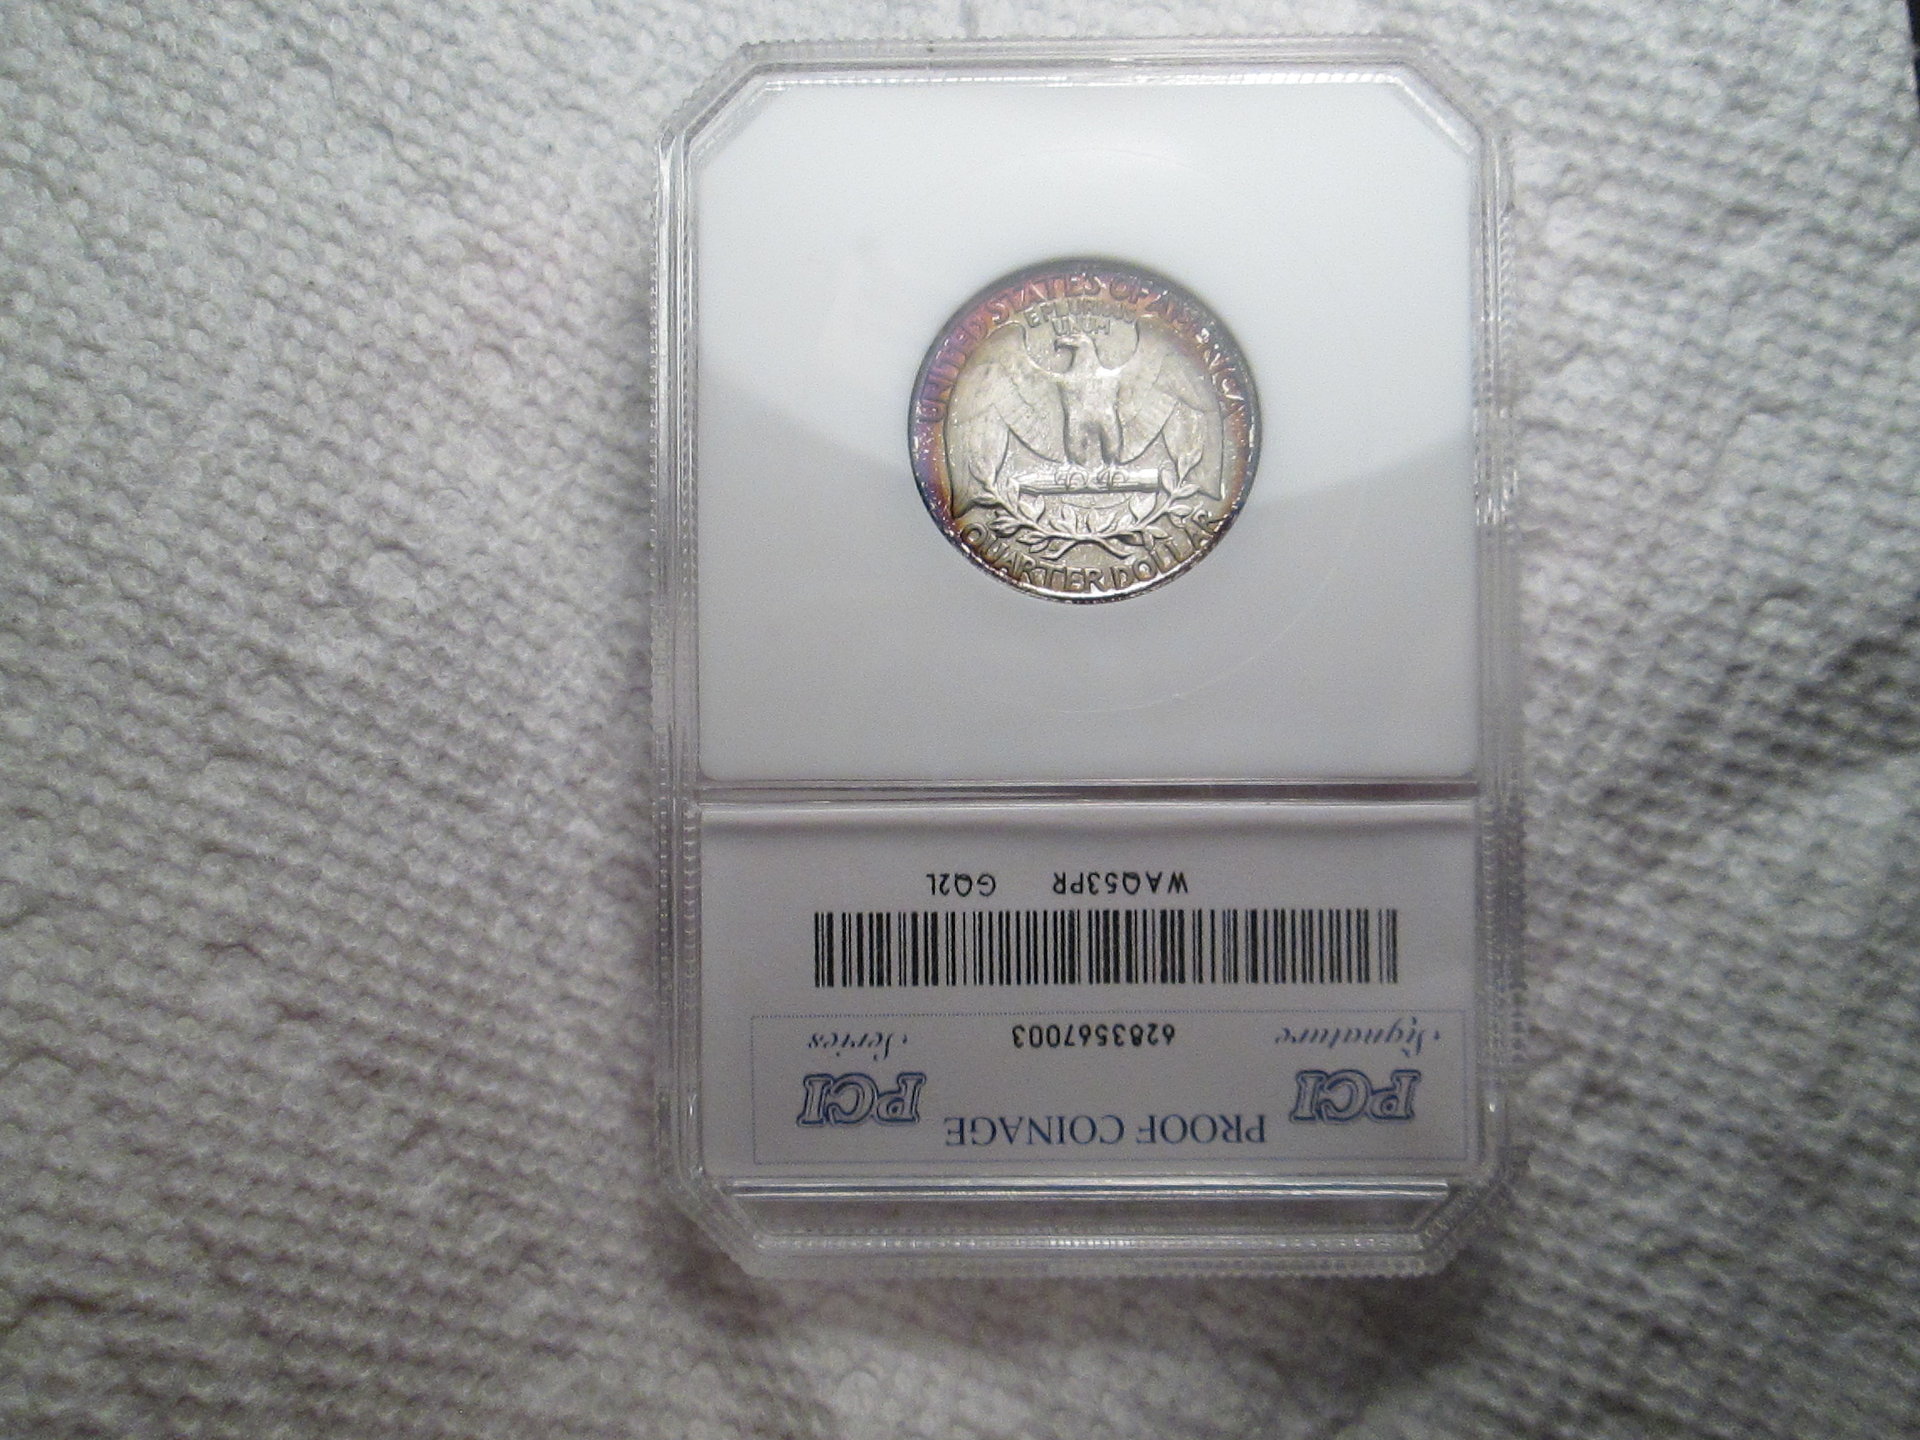 UNITED STATES OF AMERICA
E PLURIBUS
UNUM
QUARTER DOLLAR
PCI PROOF COINAGE PCI
Signature 6283567003 Series
WAQ53PR GQ2L